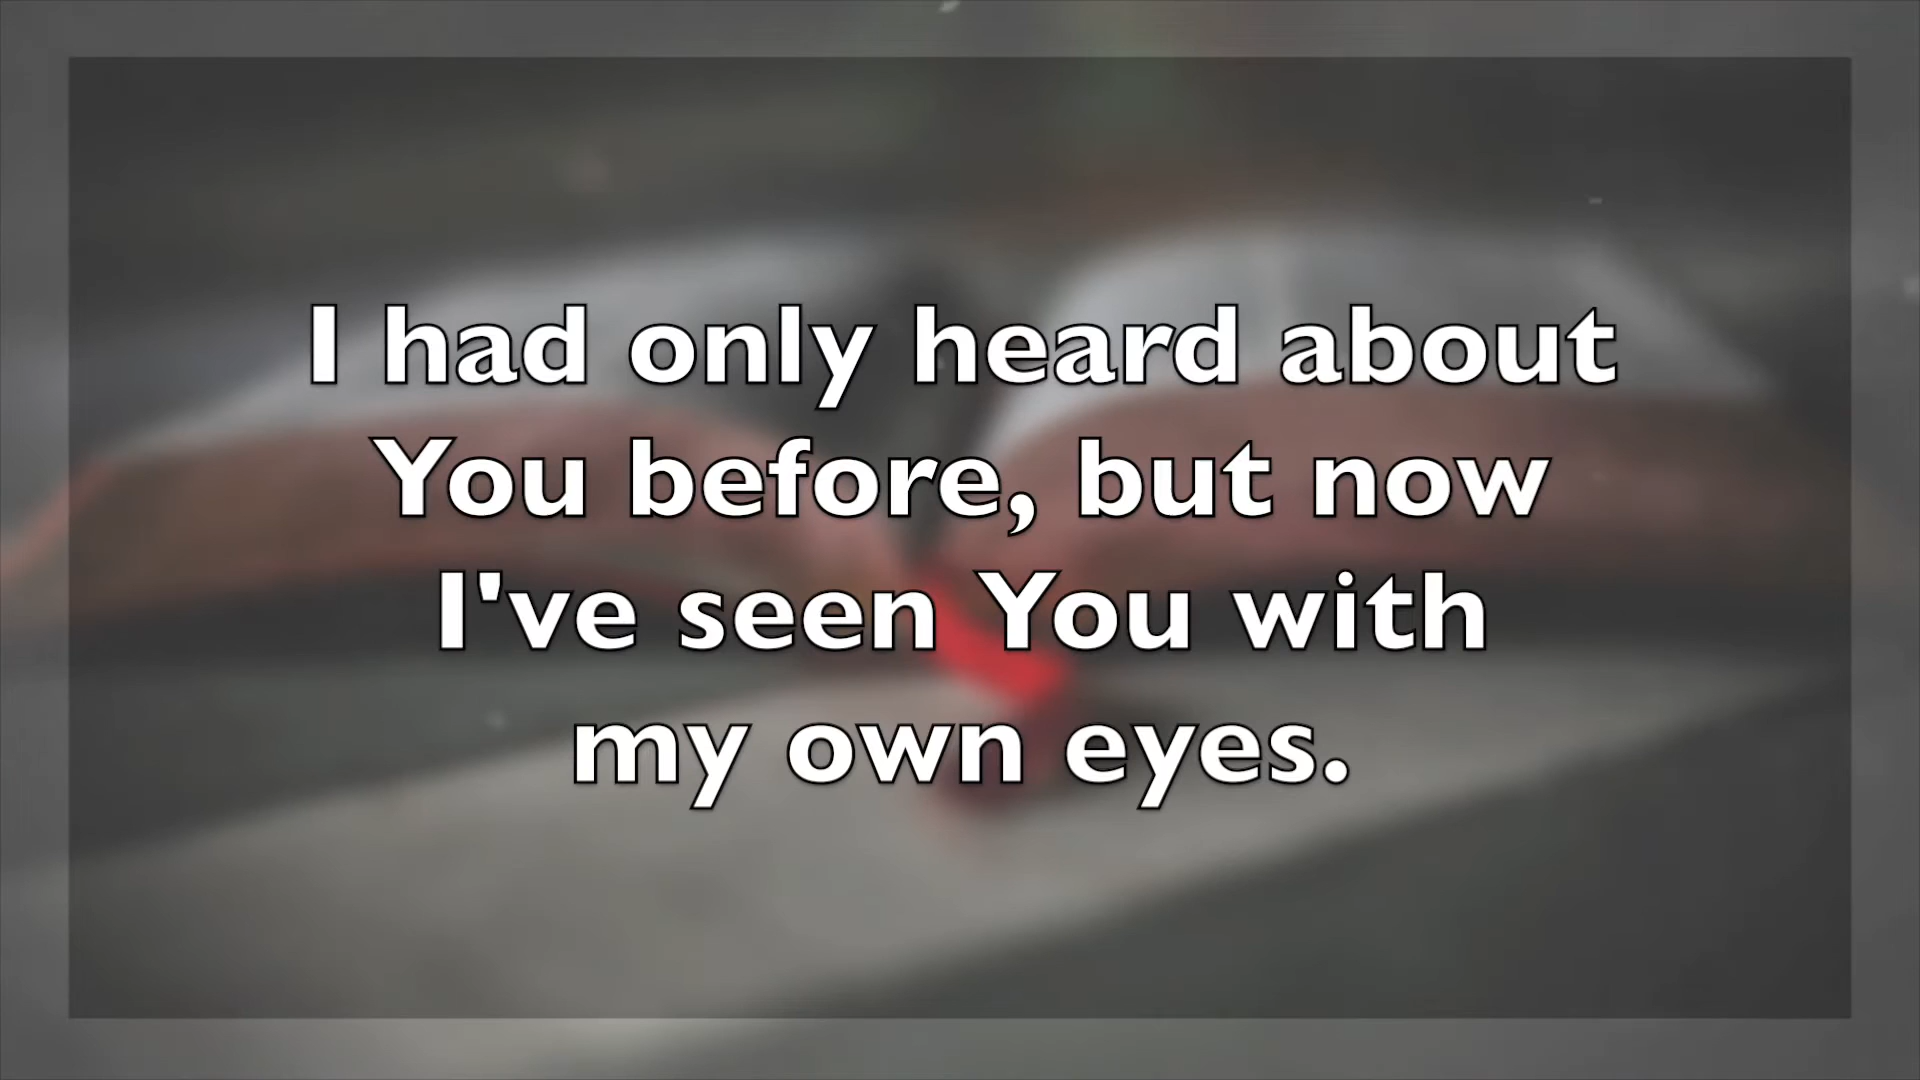 I had only heard about
You before, but now
I've seen You with
my own eyes.